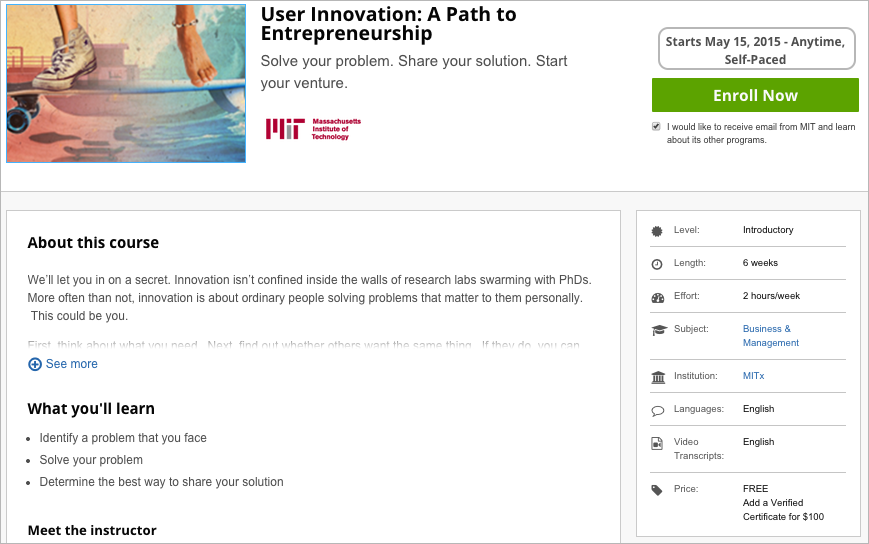 User Innovation: A Path to
Entrepreneurship
Solve your problem. Share your solution. Start
your venture.
Massachusetts
Institute of
Technology
Starts May 15, 2015 - Anytime,
Self-Paced
Enroll Now
I would like to receive email from MIT and learn
about its other programs.
About this course
We'll let you in on a secret. Innovation isn't confined inside the walls of research labs swarming with PhDs.
More often than not, innovation is about ordinary people solving problems that matter to them personally.
This could be you.
First, think about what you need. Next, find out whether others want the same thing. If they do, you can
See more
What you'll learn
Identify a problem that you face
Solve your problem
Determine the best way to share your solution
Meet the instructor
Level: Introductory
Length: 6 weeks
Effort: 2 hours/week
Subject: Business &
Management
Institution: MITx
Languages: English
Video English
Transcripts:
Price: FREE
Add a Verified
Certificate for $100